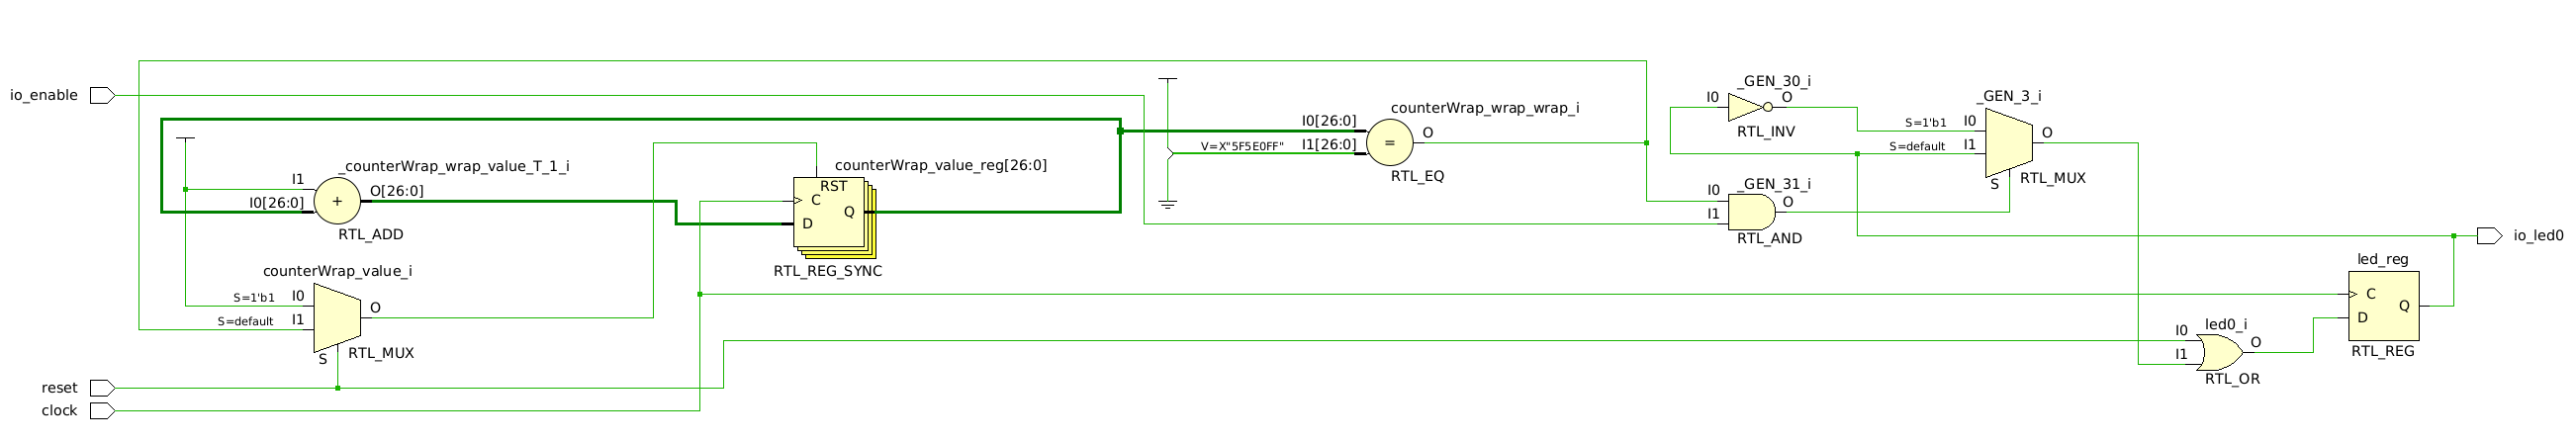 io_enable
I1
I0[26:0]
_counterWrap_wrap_value_T_1_i
+
O[26:0]
RTL_ADD
counterWrap_value_i
S=1'b1
I0
S=default
I1
O
S
RTL_MUX
reset
clock
counterWrap_value_reg[26:0]
RST
C
D
Q
RTL_REG_SYNC
counterWrap_wrap_wrap_i
I0[26:0]
V=X"5F5E0FF"
I1[26:0]
=
O
RTL_EQ
_GEN_30_i
I0
O
RTL_INV
_GEN_31_i
I0
I1
O
RTL_AND
_GEN_3_i
S=1'b1
I0
S=default
I1
O
S
RTL_MUX
io_led0
led_reg
C
D
Q
RTL_REG
led0_i
I0
I1
O
RTL_OR